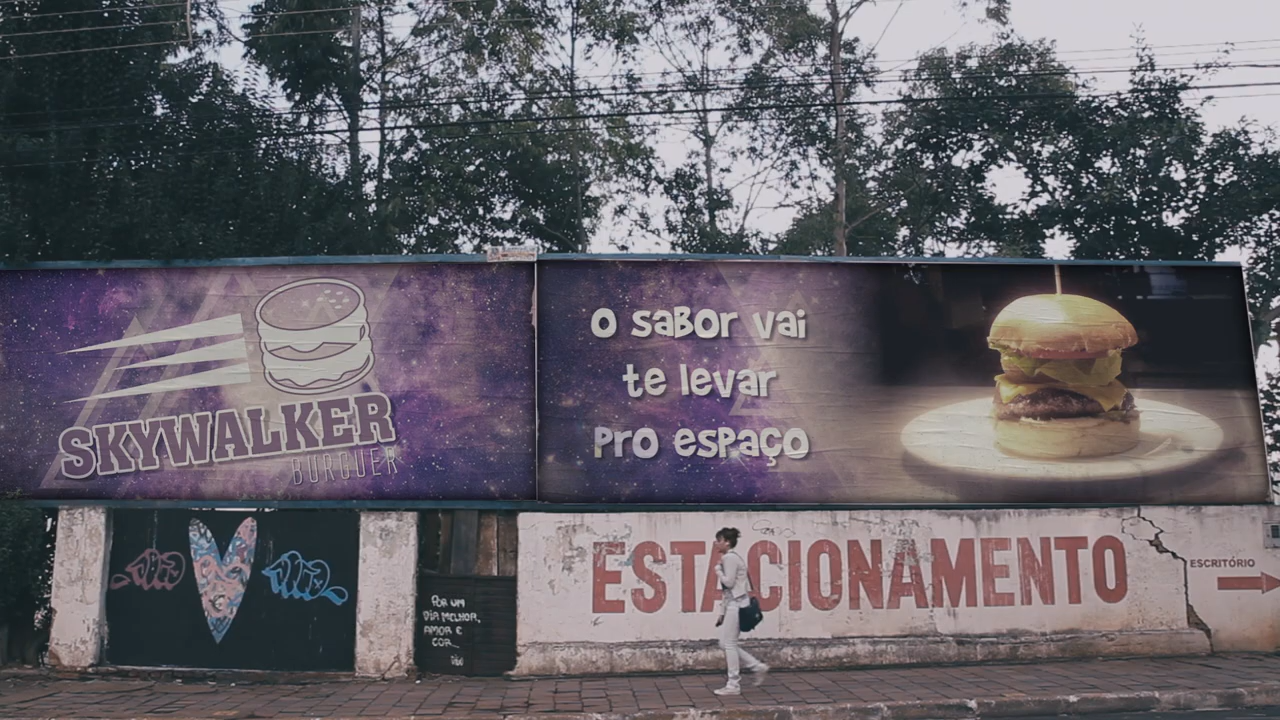 SKYWALKER
BURGUER
O sabor vai
te levar
pro espaço
ESTACIONAMENTO
ESCRITÓRIO
POR UM
DIA MELHOR,
AMOR E
COR...